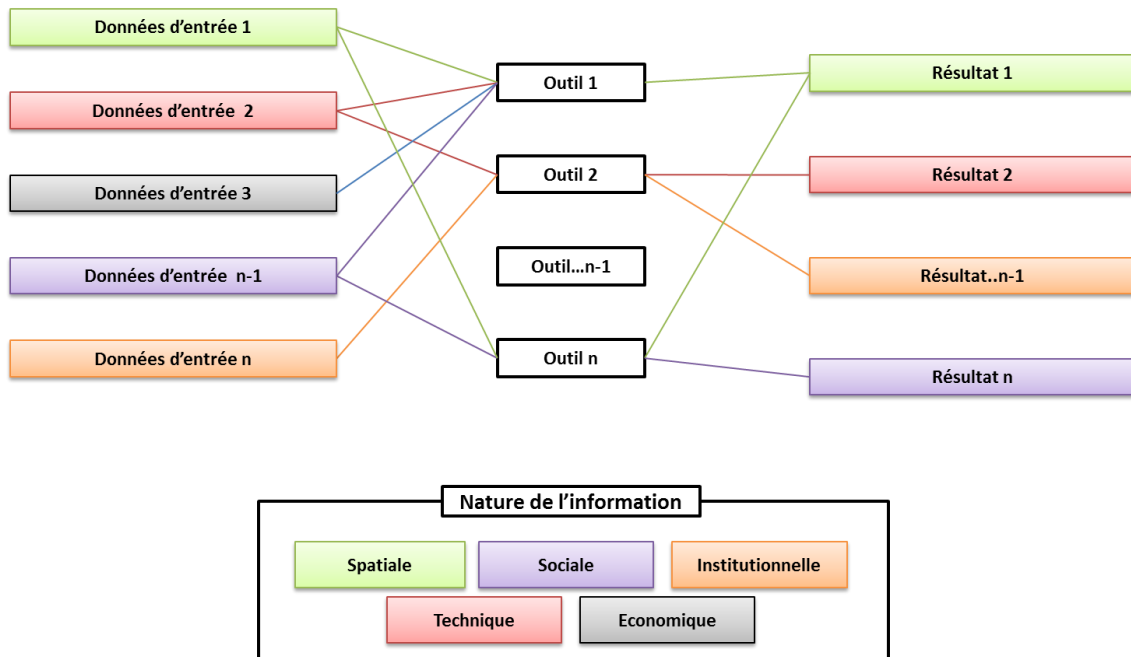 Données d’entrée 1
Données d’entrée 2
Données d’entrée 3
Données d’entrée n-1
Données d’entrée n
Outil 1
Outil 2
Outil...n-1
Outil n
Résultat 1
Résultat 2
Résultat..n-1
Résultat n
Nature de l’information
Spatiale
Sociale
Institutionnelle
Technique
Economique